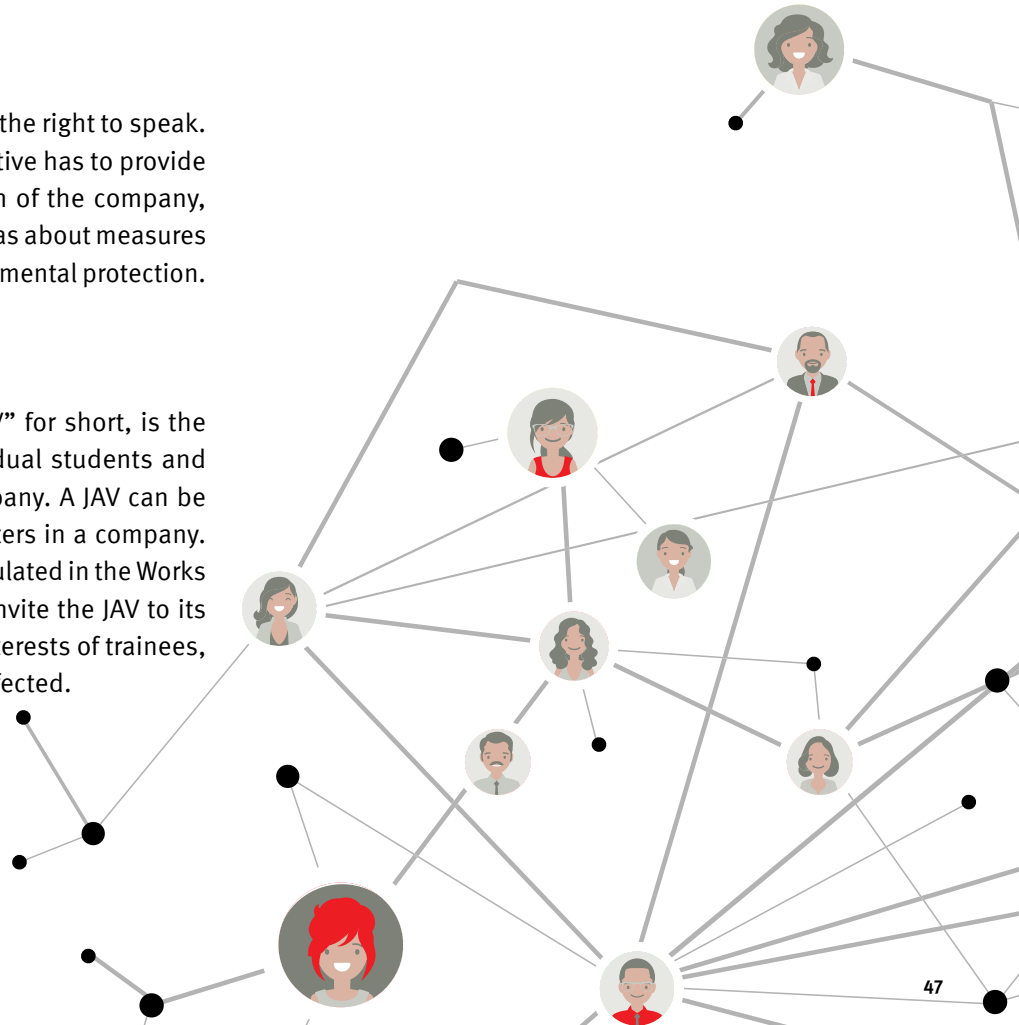 the right to speak.
tive has to provide
of the company,
as about measures
mental protection.
for short, is the
dual students and
pany. A JAV can be
ters in a company.
ulated in the Works
nvite the JAV to its
terests of trainees,
fected.
47